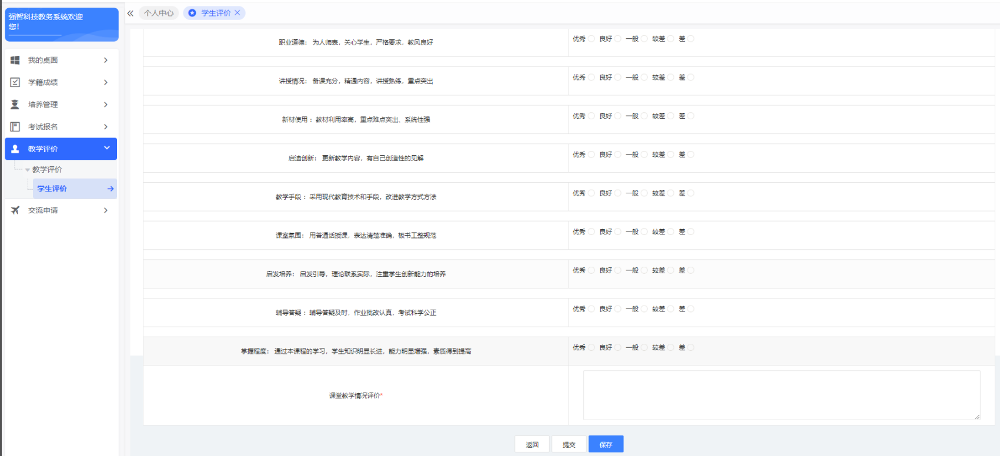 强智科技教务系统欢迎
您！
个人中心
学生评价
我的桌面
学籍成绩
培养管理
考试报名
教学评价
教学评价
学生评价
交流申请
职业道德： 为人师表，关心学生，严格要求，教风良好
优秀 良好 一般 较差 差
讲授情况： 备课充分，精通内容，讲授熟练，重点突出
优秀 良好 一般 较差 差
新材使用 ：教材利用率高，重点难点突出、系统性强
优秀 良好 一般 较差 差
启迪创新： 更新教学内容，有自己创造性的见解
优秀 良好 一般 较差 差
教学手段 ：采用现代教育技术和手段，改进教学方式方法
优秀 良好 一般 较差 差
课室氛围： 用普通话授课，表达清楚准确，板书工整规范
优秀 良好 一般 较差 差
启发培养： 启发引导，理论联系实际，注重学生创新能力的培养
优秀 良好 一般 较差 差
辅导答疑 ：辅导答疑及时，作业批改认真，考试科学公正
优秀 良好 一般 较差 差
掌握程度： 通过本课程的学习，学生知识明显长进，能力明显增强，素质得到提高
优秀 良好 一般 较差 差
课堂教学情况评价*
返回 提交 保存